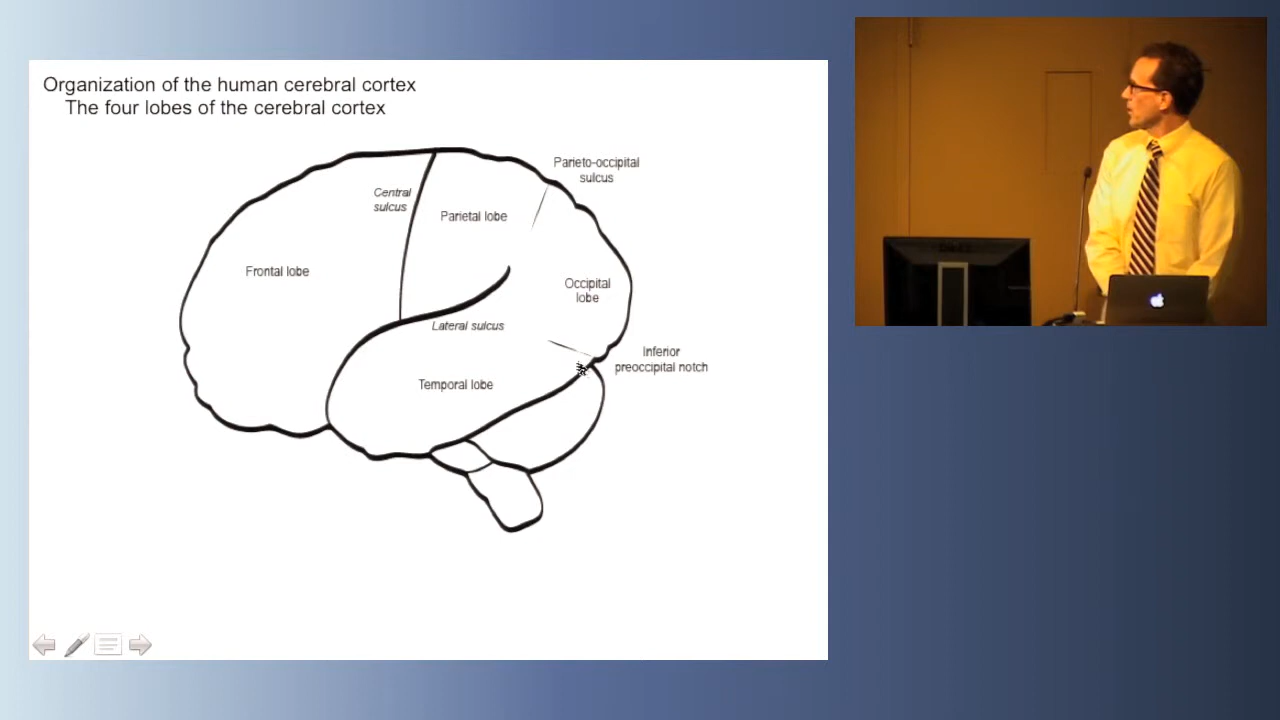 Organization of the human cerebral cortex
The four lobes of the cerebral cortex
Parieto-occipital
sulcus
Central
sulcus
Parietal lobe
Frontal lobe
Occipital
lobe
Lateral sulcus
Inferior
preoccipital notch
Temporal lobe